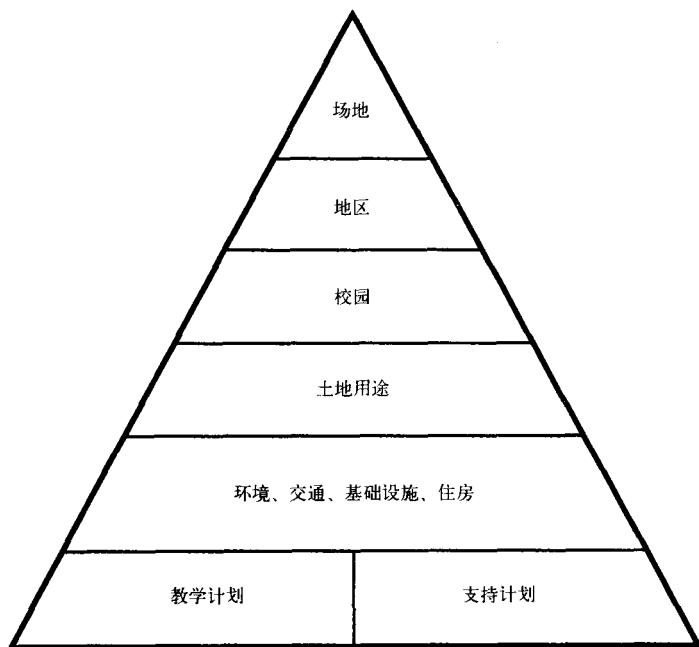 场地
地区
校园
土地用途
环境、交通、基础设施、住房
教学计划
支持计划